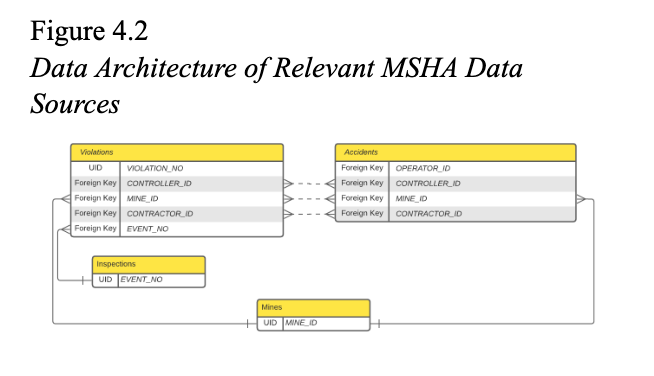 Figure 4.2
Data Architecture of Relevant MSHA Data
Sources
Violations
UID VIOLATION_NO
Foreign Key CONTROLLER_ID
Foreign Key MINE_ID
Foreign Key CONTRACTOR_ID
Foreign Key EVENT_NO
Accidents
Foreign Key OPERATOR_ID
Foreign Key CONTROLLER_ID
Foreign Key MINE_ID
Foreign Key CONTRACTOR_ID
Inspections
UID EVENT_NO
Mines
UID MINE_ID